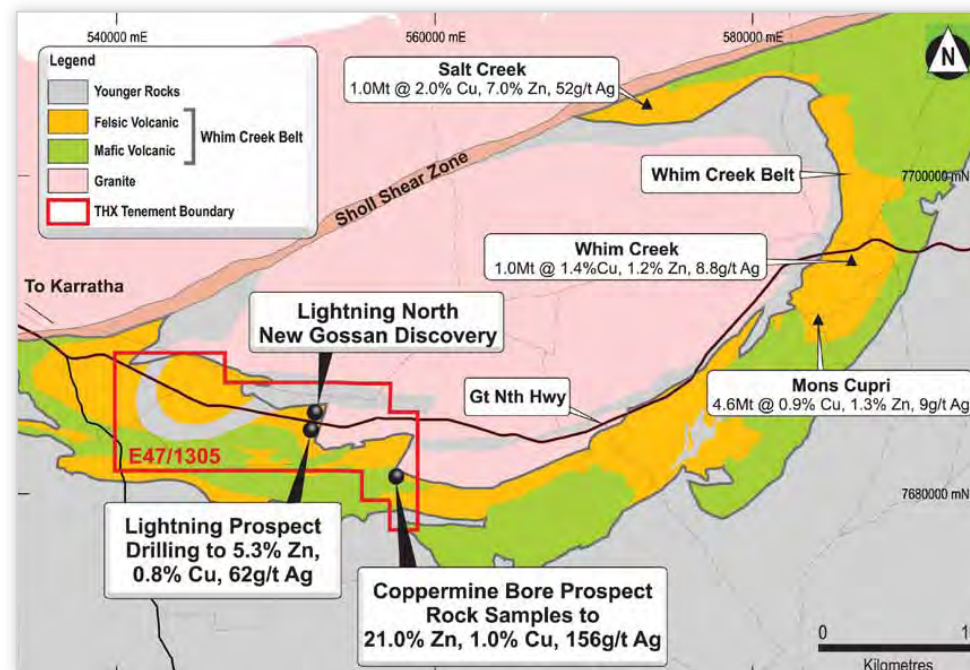 540000 mE
560000 mE
580000 mE
N
Legend
Younger Rocks
Felsic Volcanic
Mafic Volcanic
Whim Creek Belt
Granite
THX Tenement Boundary
Salt Creek
1.0Mt @ 2.0% Cu, 7.0% Zn, 52g/t Ag
Sholl Shear Zone
Whim Creek Belt
7700000 mN
Whim Creek
1.0Mt @ 1.4%Cu, 1.2% Zn, 8.8g/t Ag
To Karratha
Lightning North
New Gossan Discovery
Gt Nth Hwy
Mons Cupri
4.6Mt @ 0.9% Cu, 1.3% Zn, 9g/t Ag
E47/1305
7680000 mN
Lightning Prospect
Drilling to 5.3% Zn,
0.8% Cu, 62g/t Ag
Coppermine Bore Prospect
Rock Samples to
21.0% Zn, 1.0% Cu, 156g/t Ag
0
Kilometres